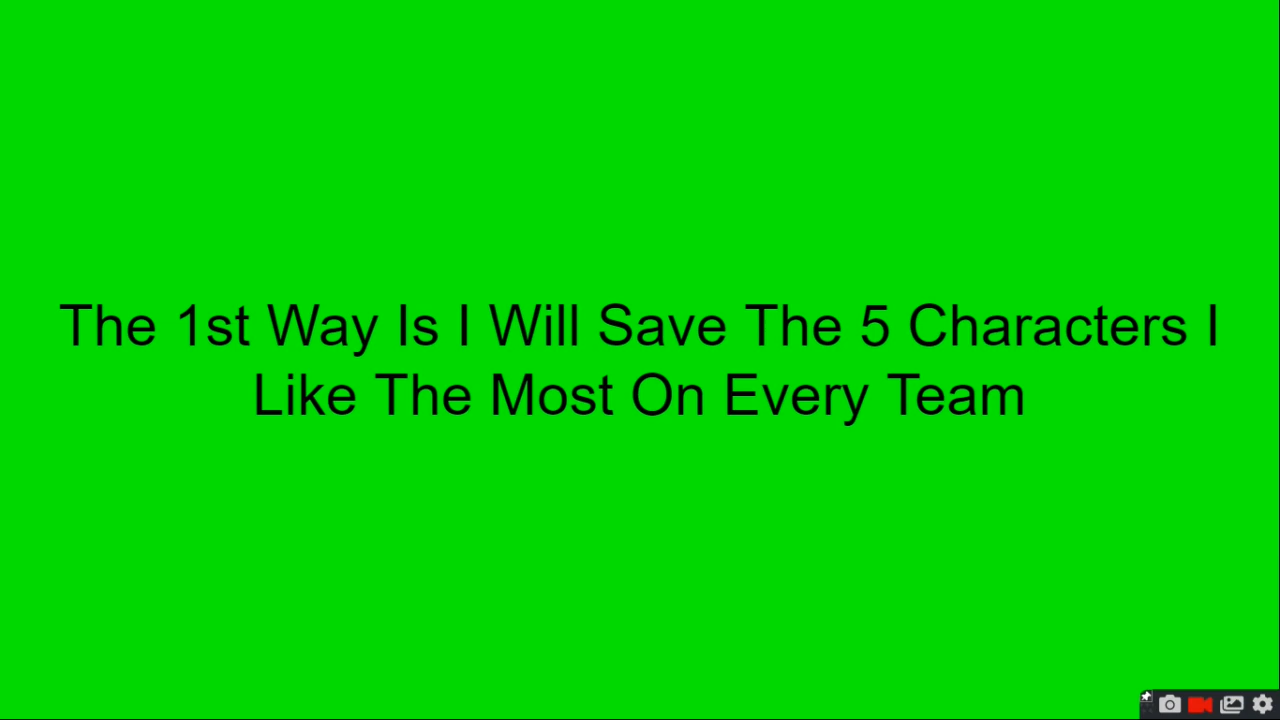 The 1st Way Is I Will Save The 5 Characters I
Like The Most On Every Team